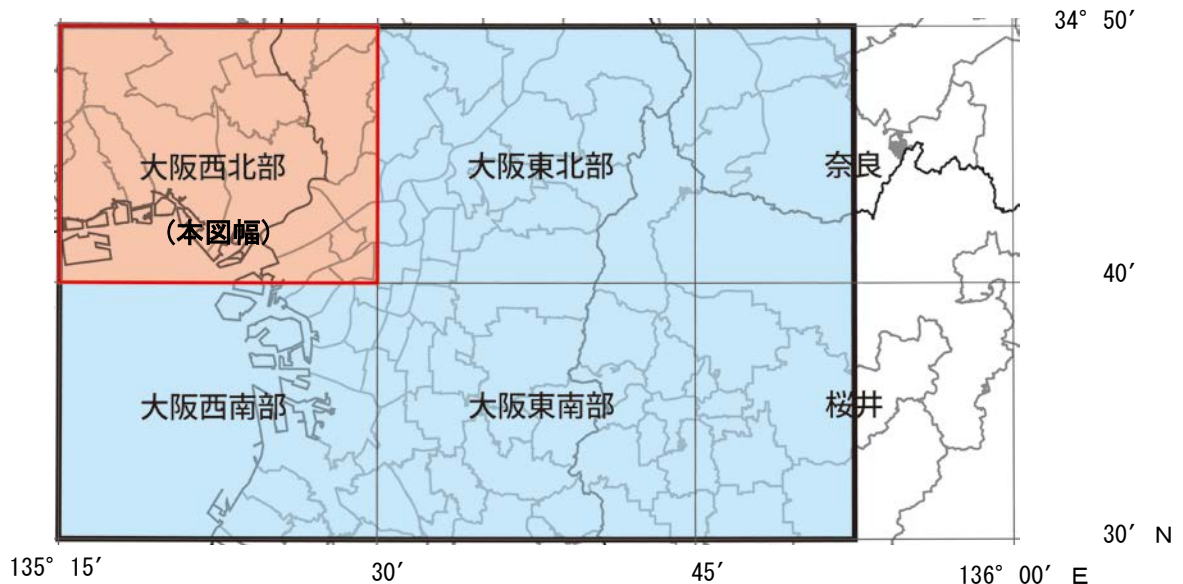 34° 50′
大阪西北部 大阪東北部 奈良
(本図幅)
40′
大阪西南部 大阪東南部 桜井
30′ N
135° 15′ 30′ 45′ 136° 00′ E